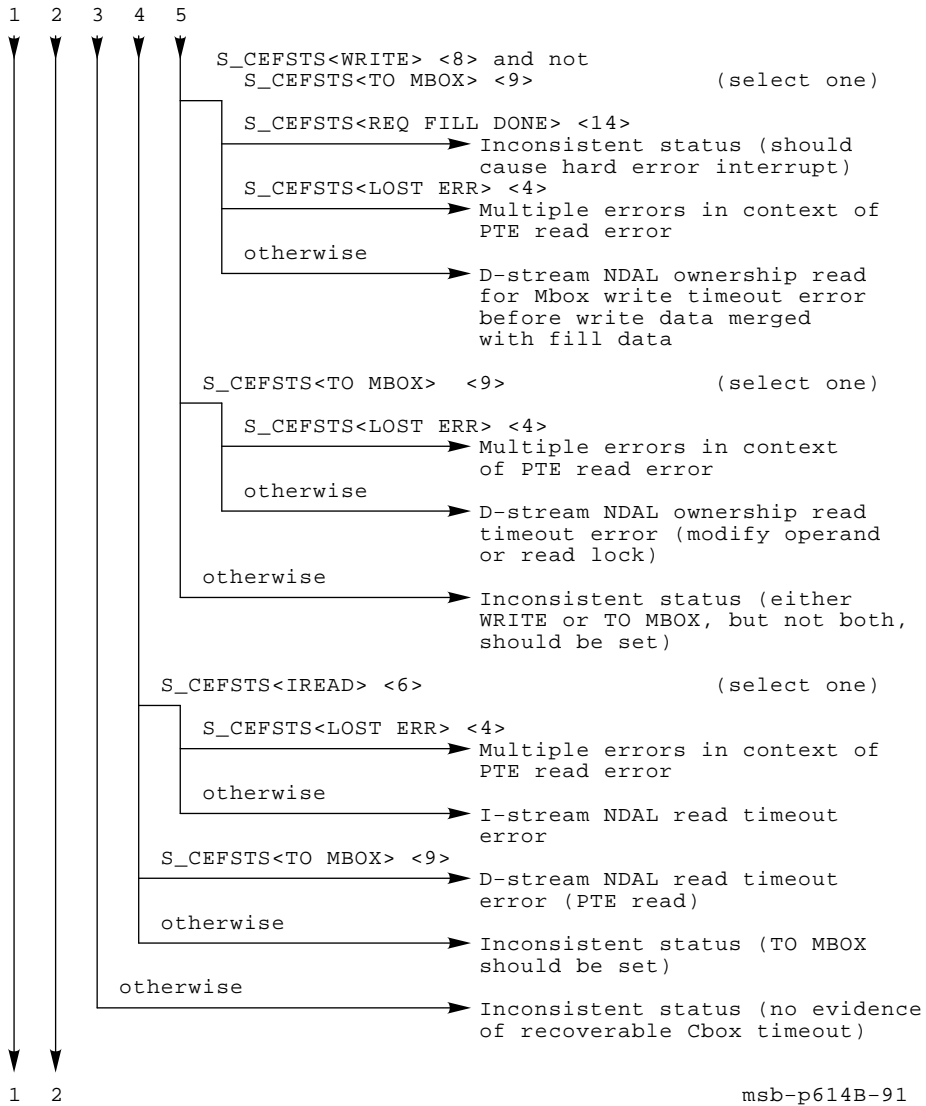 1 2 3 4 5
S_CEFSTS<WRITE> <8> and not
S_CEFSTS<TO MBOX> <9> (select one)
S_CEFSTS<REQ FILL DONE> <14>
Inconsistent status (should
cause hard error interrupt)
S_CEFSTS<LOST ERR> <4>
Multiple errors in context of
PTE read error
otherwise
D-stream NDAL ownership read
for Mbox write timeout error
before write data merged
with fill data
S_CEFSTS<TO MBOX> <9> (select one)
S_CEFSTS<LOST ERR> <4>
Multiple errors in context
of PTE read error
otherwise
D-stream NDAL ownership read
timeout error (modify operand
or read lock)
otherwise
Inconsistent status (either
WRITE or TO MBOX, but not both,
should be set)
S_CEFSTS<IREAD> <6> (select one)
S_CEFSTS<LOST ERR> <4>
Multiple errors in context of
PTE read error
otherwise
I-stream NDAL read timeout
error
S_CEFSTS<TO MBOX> <9>
D-stream NDAL read timeout
error (PTE read)
otherwise
Inconsistent status (TO MBOX
should be set)
otherwise
Inconsistent status (no evidence
of recoverable Cbox timeout)
1 2 msb-p614B-91